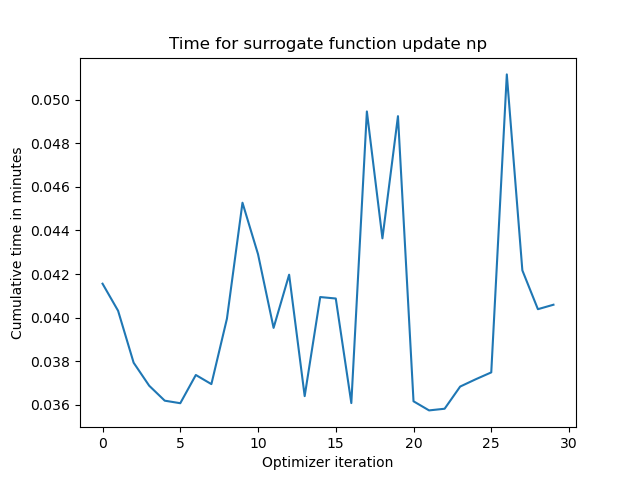 Time for surrogate function update np
Cumulative time in minutes
0.050
0.048
0.046
0.044
0.042
0.040
0.038
0.036
0 5 10 15 20 25 30
Optimizer iteration